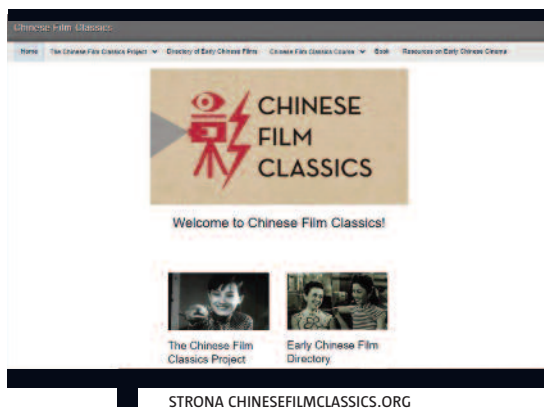 Chinese Film Classics
Home The Chinese Film Classics Project Directory of Early Chinese Films Chinese Film Classics Course Book Resources on Early Chinese Cinema
CHINESE
FILM
CLASSICS
Welcome to Chinese Film Classics!
The Chinese Film
Classics Project
Early Chinese Film
Directory
STRONA CHINESEFILMCLASSICS.ORG